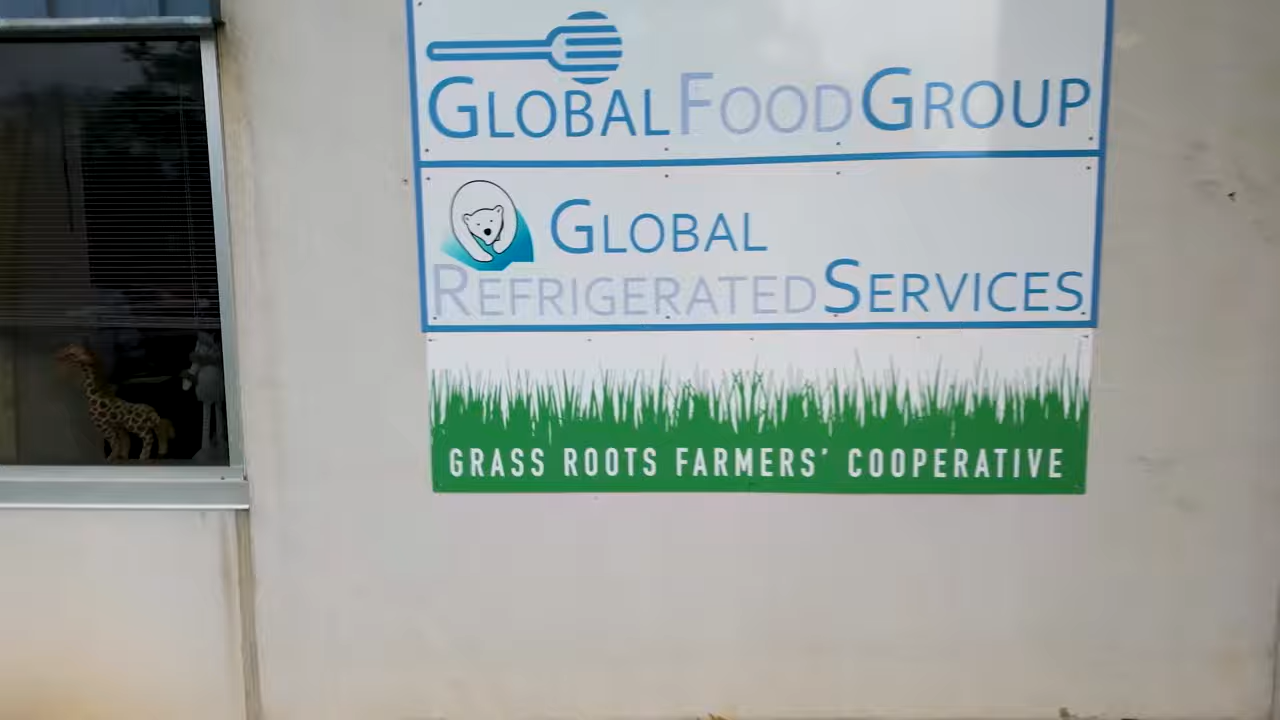 GLOBAL FOOD GROUP
GLOBAL
REFRIGERATED SERVICES
GRASS ROOTS FARMERS' COOPERATIVE